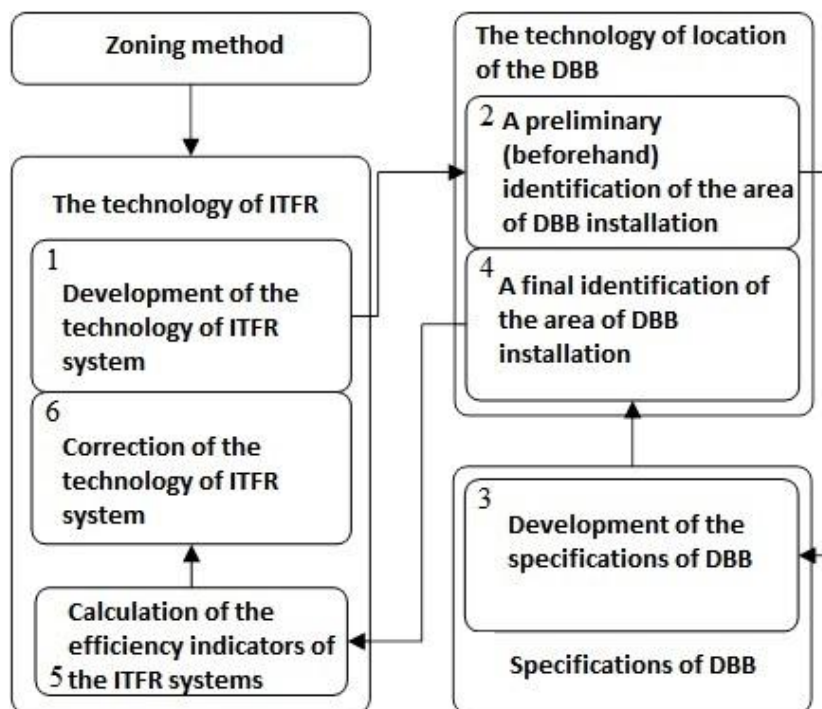 Zoning method
The technology of ITFR
1
Development of the
technology of ITFR
system
6
Correction of the
technology of ITFR
system
Calculation of the
efficiency indicators of
5 the ITFR systems
The technology of location
of the DBB
2 A preliminary
(beforehand)
identification of the area
of DBB installation
4 A final identification of
the area of DBB
installation
3 Development of the
specifications of DBB
Specifications of DBB